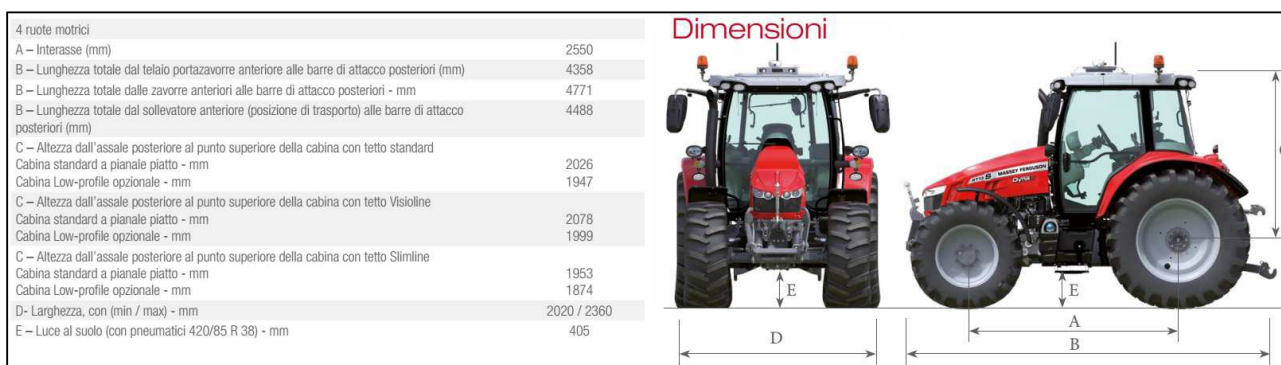 4 ruote motrici
A – Interasse (mm) 2550
B – Lunghezza totale dal telaio portazavorre anteriore alle barre di attacco posteriori (mm) 4358
B – Lunghezza totale dalle zavorre anteriori alle barre di attacco posteriori - mm 4771
B – Lunghezza totale dal sollevatore anteriore (posizione di trasporto) alle barre di attacco 4488
posteriori (mm)
C – Altezza dall'assale posteriore al punto superiore della cabina con tetto standard
Cabina standard a pianale piatto - mm 2026
Cabina Low-profile opzionale - mm 1947
C – Altezza dall'assale posteriore al punto superiore della cabina con tetto Visioline
Cabina standard a pianale piatto - mm 2078
Cabina Low-profile opzionale - mm 1999
C – Altezza dall'assale posteriore al punto superiore della cabina con tetto Slimline
Cabina standard a pianale piatto - mm 1953
Cabina Low-profile opzionale - mm 1874
D- Larghezza, con (min / max) - mm 2020 / 2360
E – Luce al suolo (con pneumatici 420/85 R 38) - mm 405
Dimensioni
MASSEY FERGUSON
E
E
D
A
B